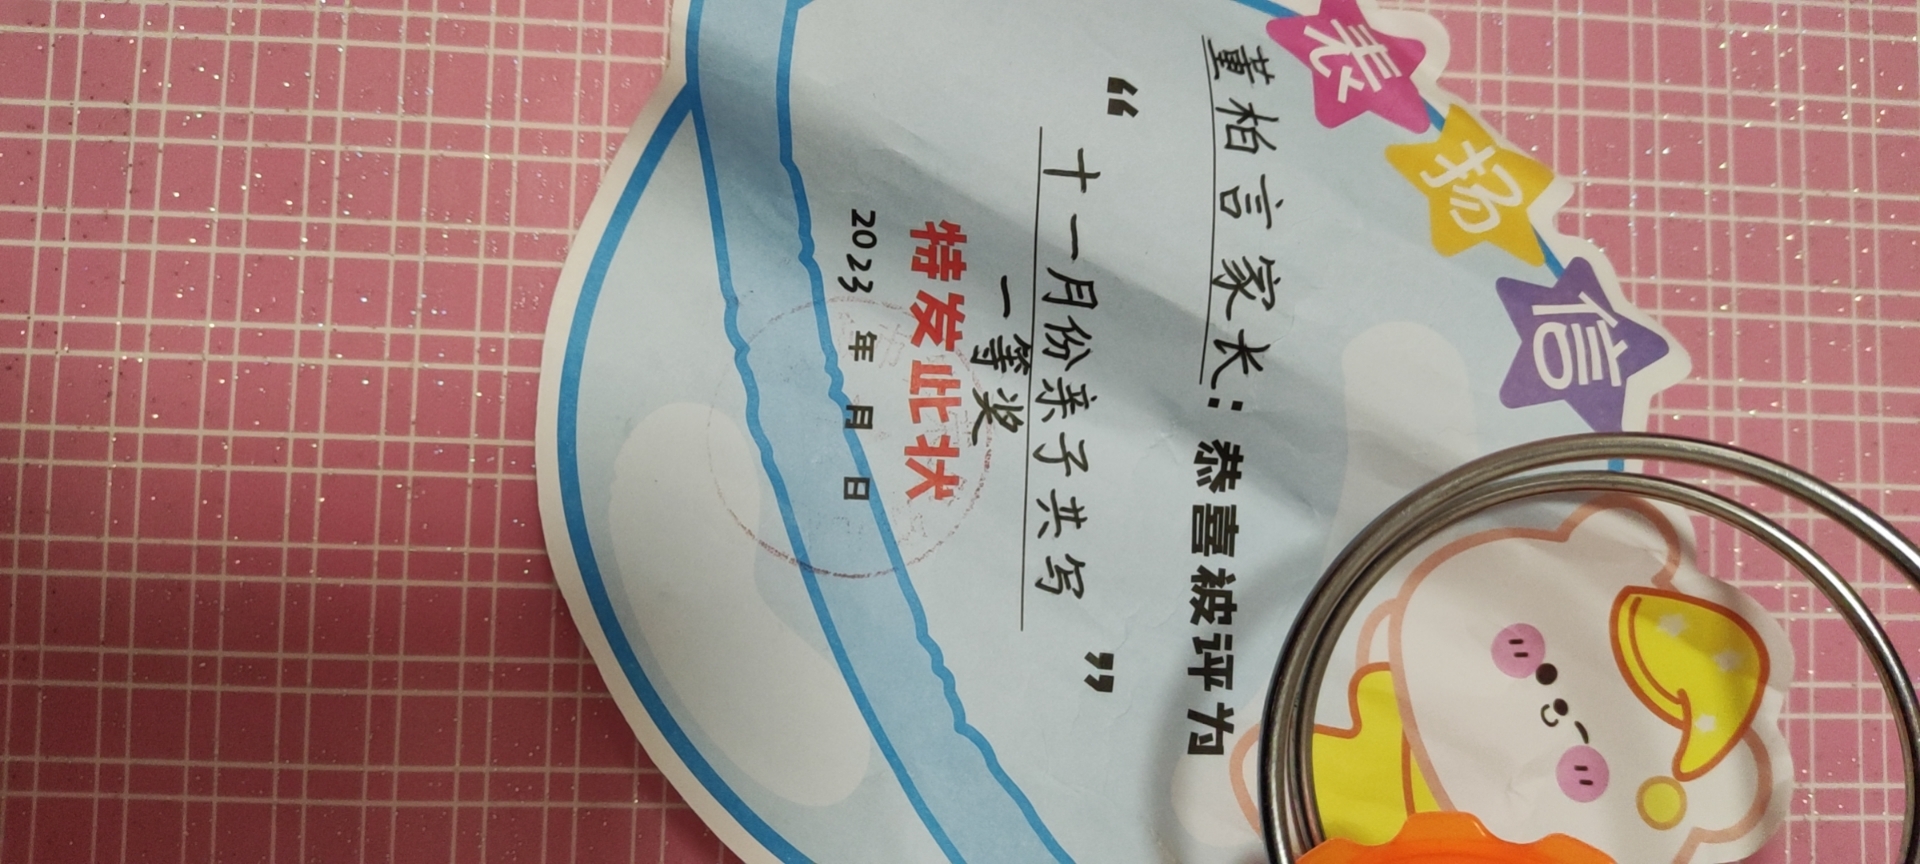 表扬信
董柏言家长：恭喜被评为
“十一月份亲子共写”
一等奖
特发此状
2023年 月 日